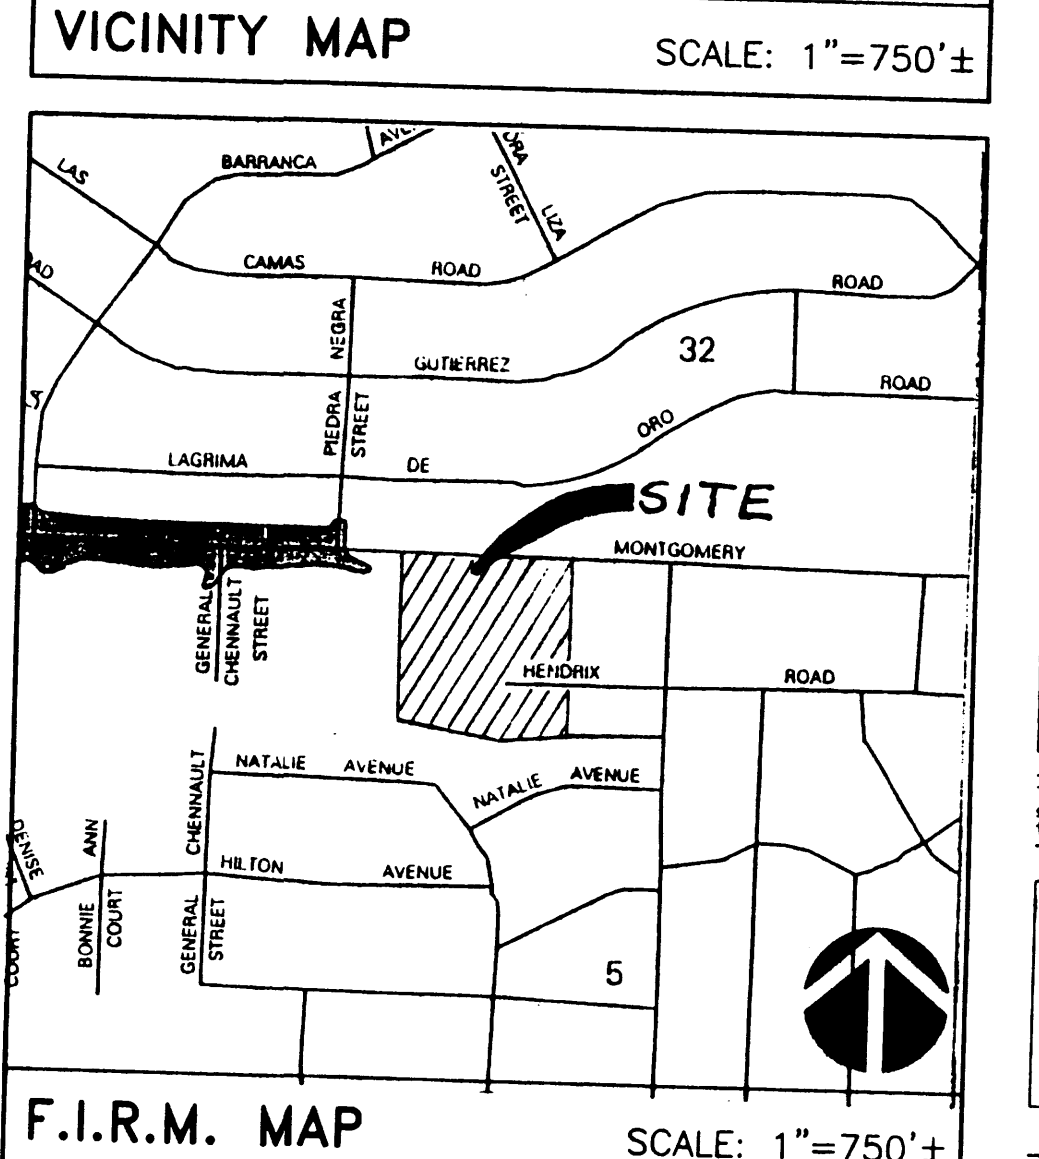 VICINITY MAP
SCALE: 1"=750'±
AVE.
BARRANCA
LAS
STREET
LIZA
CAMAS
ROAD
ROAD
NEGRA
32
GUTIERREZ
ROAD
PIEDRA
STREET
ORO
LAGRIMA
DE
SITE
MONTGOMERY
GENERAL
CHENNAULT
STREET
HENDRIX
ROAD
NATALIE
AVENUE
NATALIE
AVENUE
CHENNAULT
DENISE
ANN
HILTON
AVENUE
BONNIE
COURT
GENERAL
STREET
COURT
5
F.I.R.M. MAP
SCALE: 1"=750'±